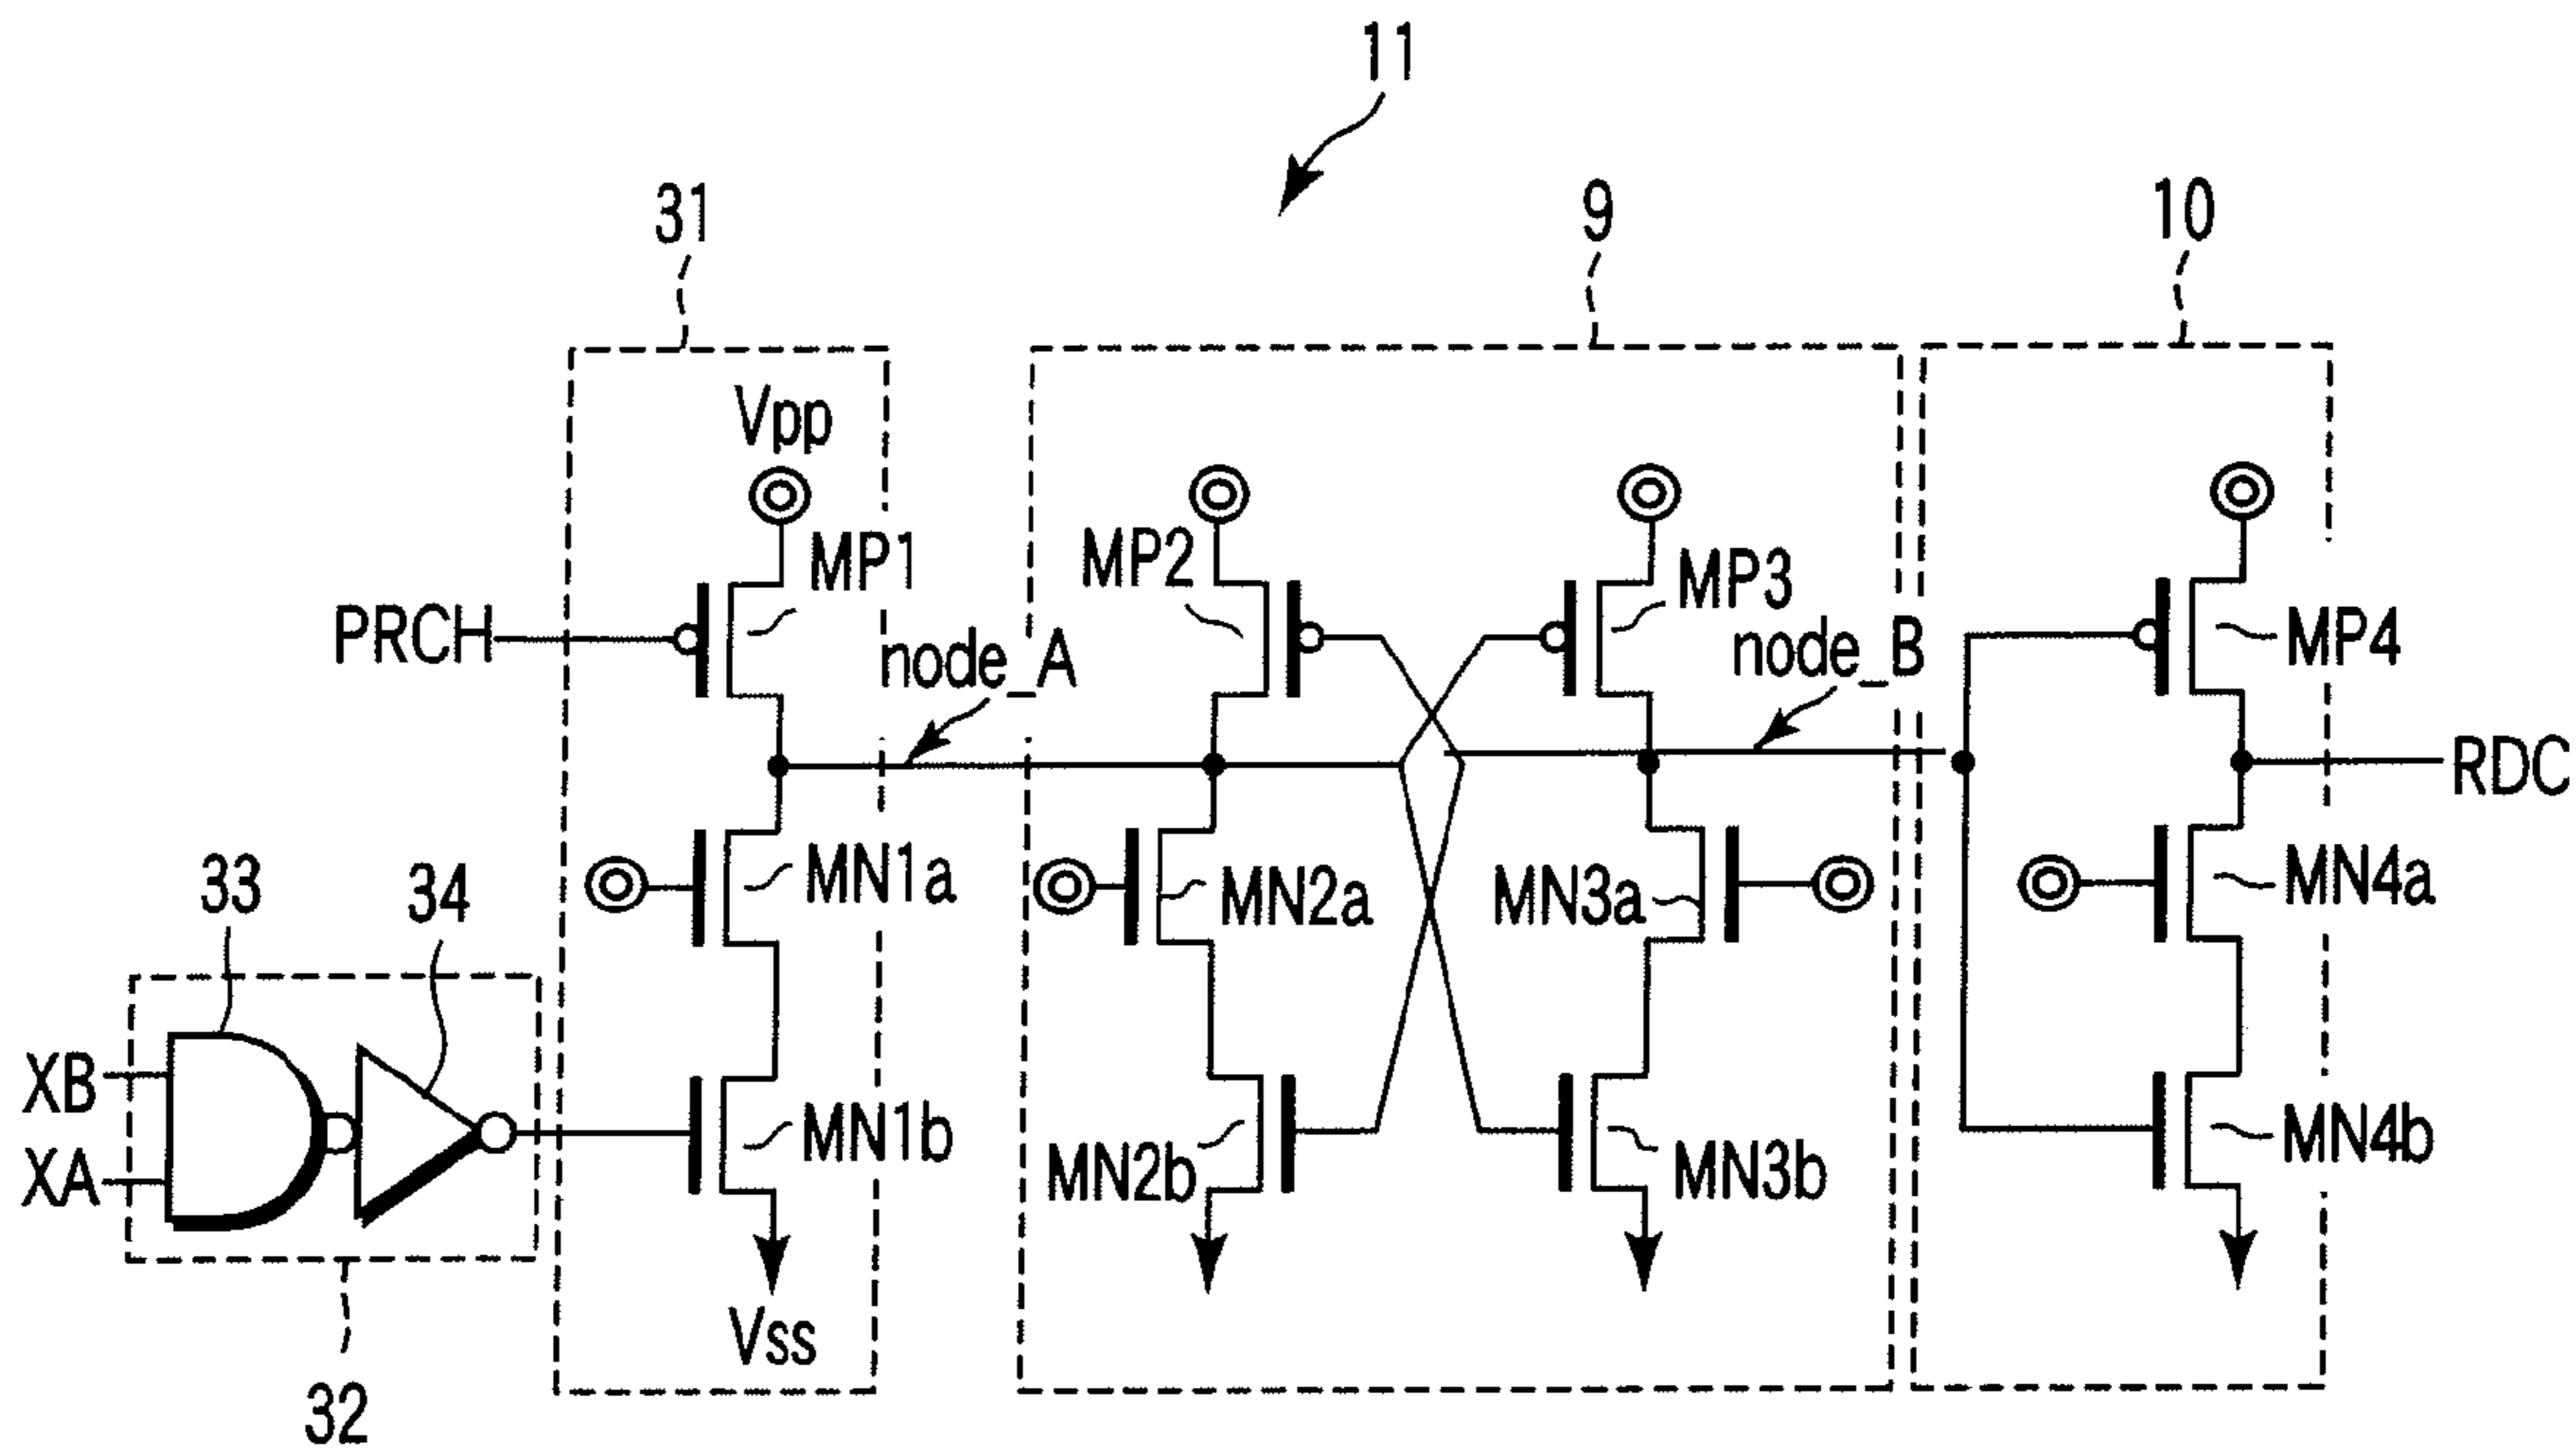 11
31
9
10
Vpp
MP1
MP2
MP3
MP4
PRCH
node_A
node_B
RDC
33
34
MN1a
MN2a
MN3a
MN4a
XB
XA
MN1b
MN2b
MN3b
MN4b
Vss
32